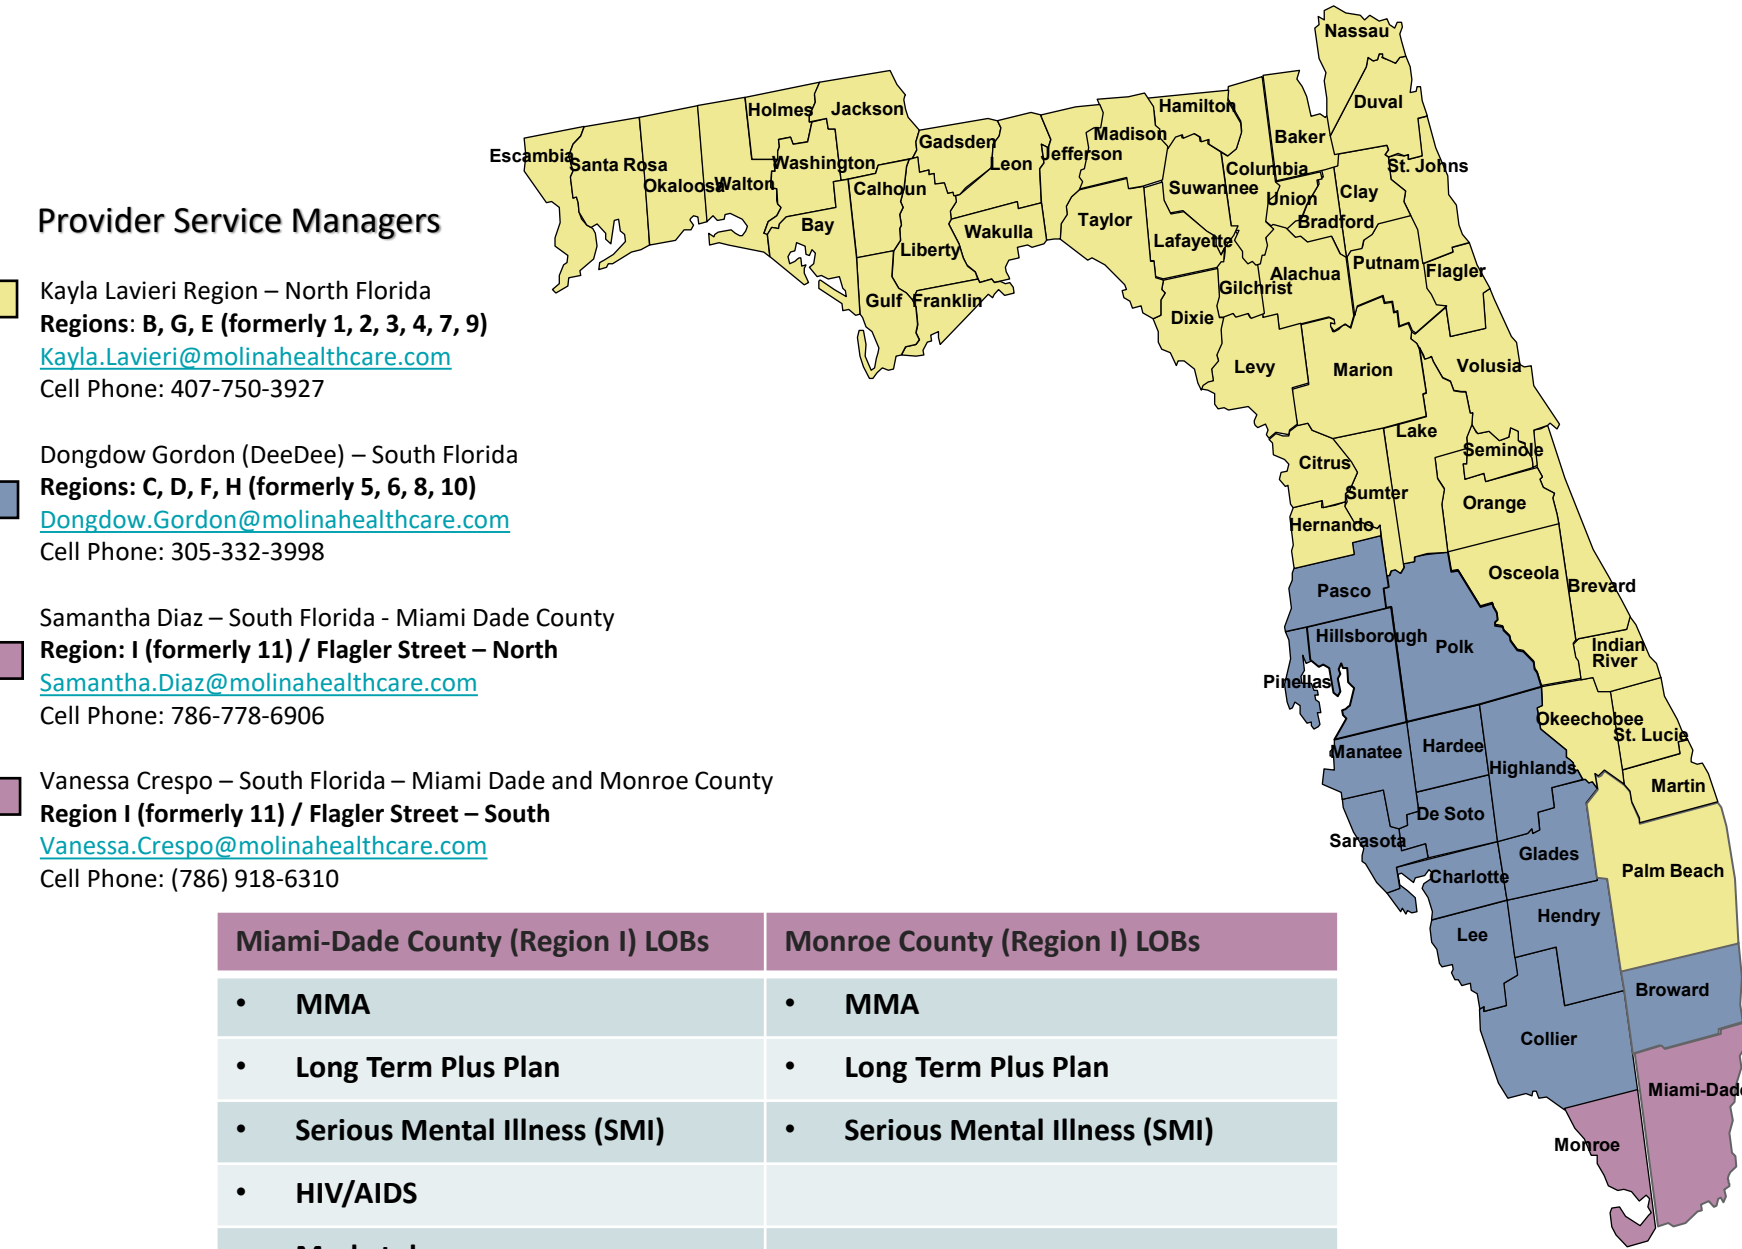 Provider Service Managers
Kayla Lavieri Region – North Florida
Regions: B, G, E (formerly 1, 2, 3, 4, 7, 9)
Kayla.Lavieri@molinahealthcare.com
Cell Phone: 407-750-3927
Dongdow Gordon (DeeDee) – South Florida
Regions: C, D, F, H (formerly 5, 6, 8, 10)
Dongdow.Gordon@molinahealthcare.com
Cell Phone: 305-332-3998
Samantha Diaz – South Florida - Miami Dade County
Region: I (formerly 11) / Flagler Street – North
Samantha.Diaz@molinahealthcare.com
Cell Phone: 786-778-6906
Vanessa Crespo – South Florida – Miami Dade and Monroe County
Region I (formerly 11) / Flagler Street – South
Vanessa.Crespo@molinahealthcare.com
Cell Phone: (786) 918-6310
Miami-Dade County (Region I) LOBs
Monroe County (Region I) LOBs
• MMA
• MMA
• Long Term Plus Plan
• Long Term Plus Plan
• Serious Mental Illness (SMI)
• Serious Mental Illness (SMI)
• HIV/AIDS
Nassau
Duval
Holmes
Jackson
Hamilton
Madison
Baker
Gadsden
Leon
Jefferson
Escambia
Santa Rosa
Okaloosa
Walton
Washington
Calhoun
Columbia
St. Johns
Suwannee
Union
Clay
Bradford
Bay
Liberty
Wakulla
Taylor
Lafayette
Gulf
Franklin
Gilchrist
Alachua
Putnam
Flagler
Dixie
Levy
Marion
Volusia
Lake
Citrus
Seminole
Sumter
Orange
Hernando
Osceola
Brevard
Pasco
Hillsborough
Polk
Indian
River
Pinellas
Okeechobee
St. Lucie
Manatee
Hardee
Highlands
Martin
De Soto
Sarasota
Glades
Charlotte
Palm Beach
Hendry
Lee
Broward
Collier
Miami-Dade
Monroe